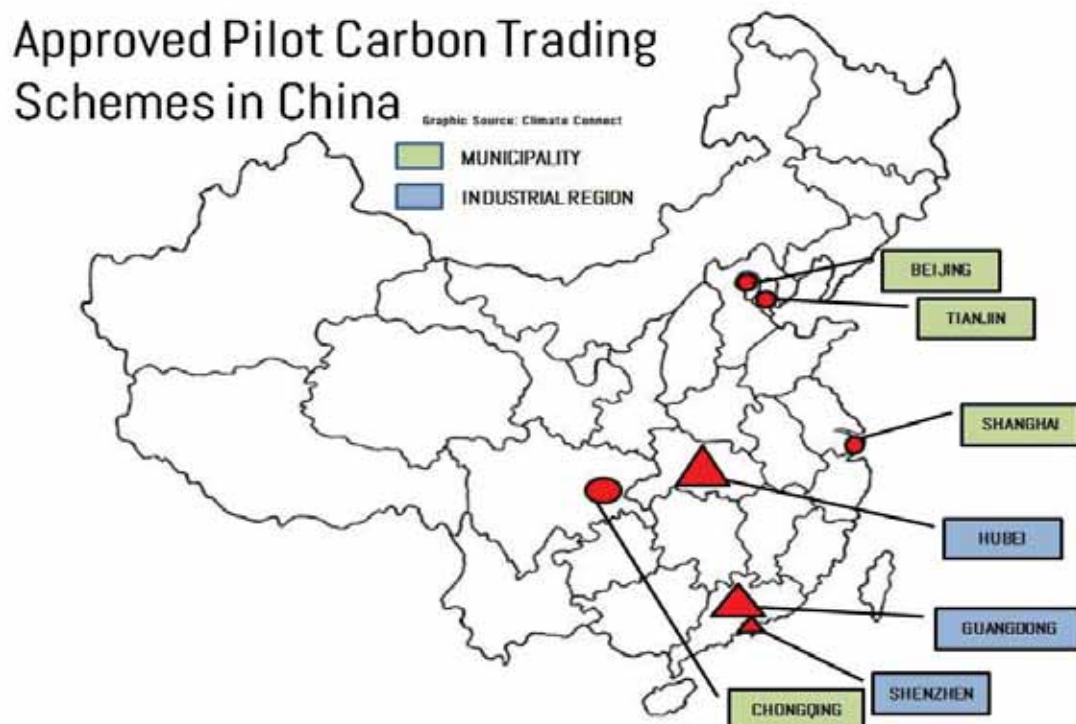 Approved Pilot Carbon Trading
Schemes in China
Graphic Source: Climate Connect
MUNICIPALITY
INDUSTRIAL REGION
BEIJING
TIANJIN
SHANGHAI
HUBEI
GUANGDONG
SHENZHEN
CHONGQING